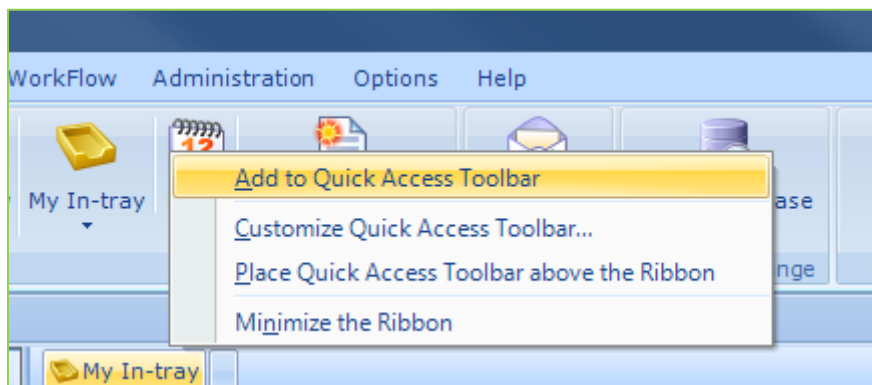 WorkFlow Administration Options Help
12
Add to Quick Access Toolbar
My In-tray
ase
Customize Quick Access Toolbar...
Place Quick Access Toolbar above the Ribbon
nge
Minimize the Ribbon
My In-tray